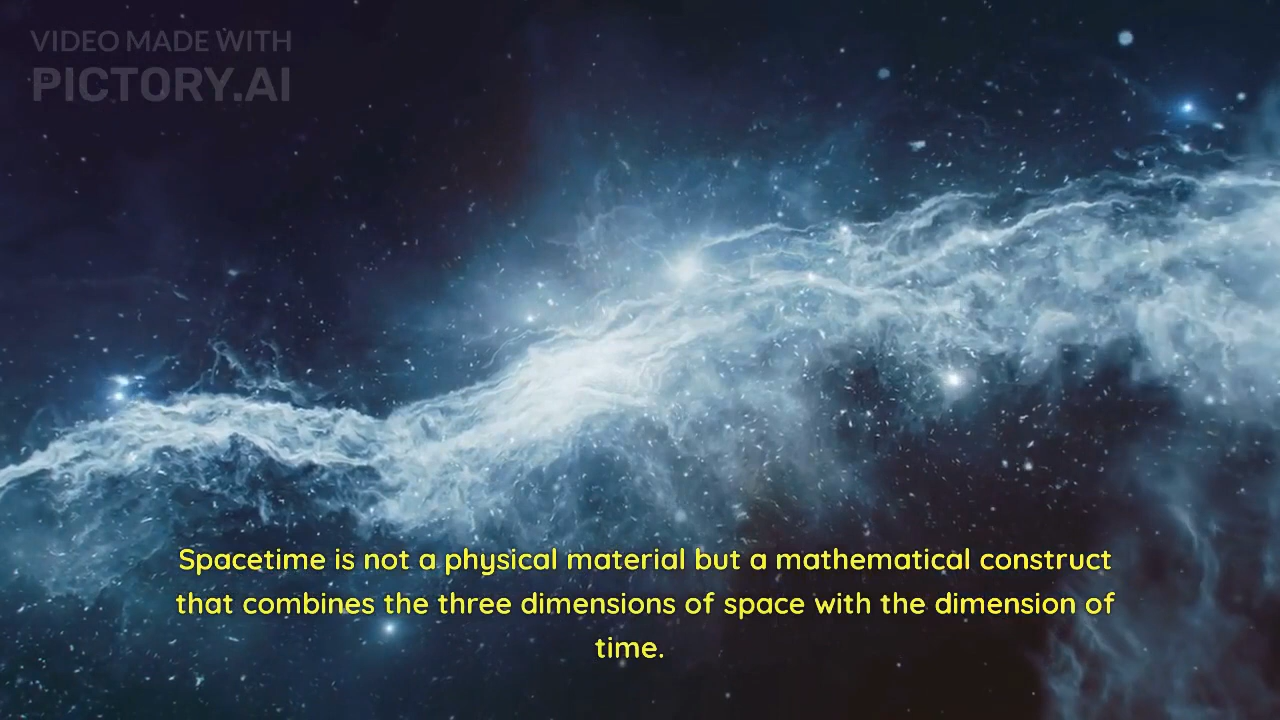 VIDEO MADE WITH
PICTORY.AI
Spacetime is not a physical material but a mathematical construct
that combines the three dimensions of space with the dimension of
time.